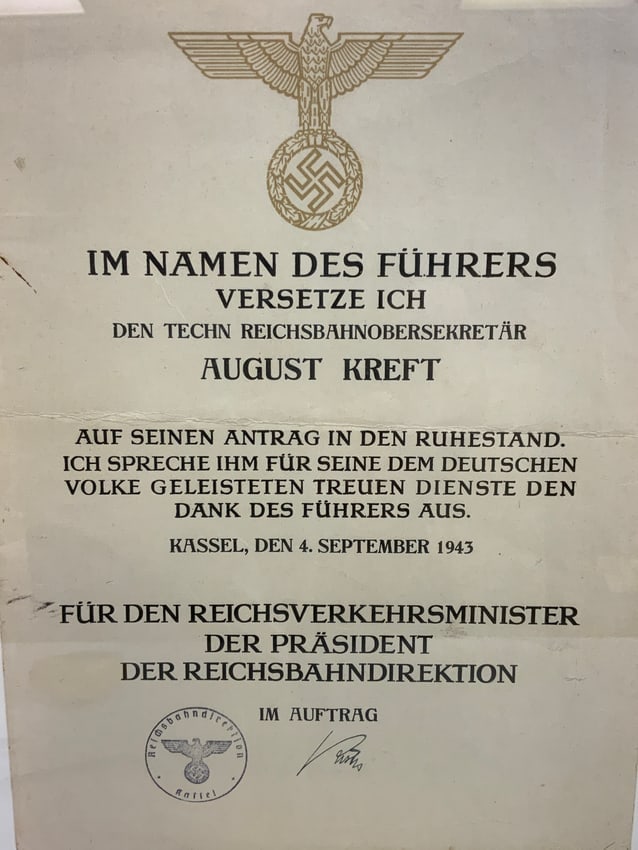 IM NAMEN DES FÜHRERS
VERSETZE ICH
DEN TECHN REICHSBAHNOBERSEKRETÄR
AUGUST KREFT
AUF SEINEN ANTRAG IN DEN RUHESTAND.
ICH SPRECHE IHM FÜR SEINE DEM DEUTSCHEN
VOLKE GELEISTETEN TREUEN DIENSTE DEN
DANK DES FÜHRERS AUS.
KASSEL, DEN 4. SEPTEMBER 1943
FÜR DEN REICHSVERKEHRSMINISTER
DER PRÄSIDENT
DER REICHSBAHNDIREKTION
IM AUFTRAG
Reichsbahndirektion
Kassel